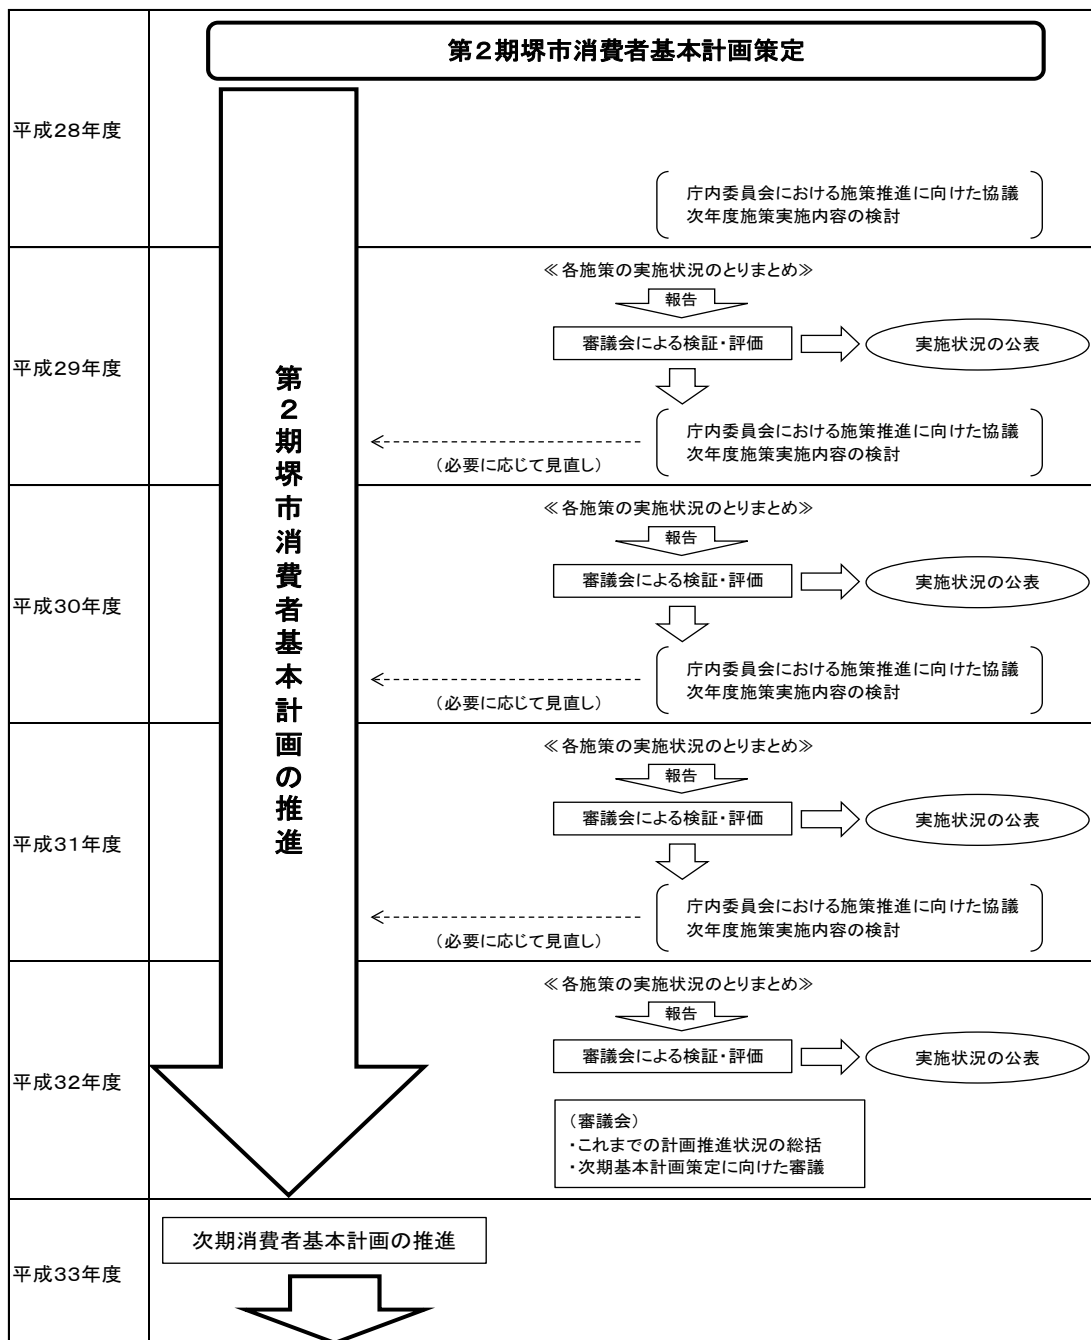 第2期堺市消費者基本計画策定
平成28年度
庁内委員会における施策推進に向けた協議
次年度施策実施内容の検討
第2期堺市消費者基本計画の推進
平成29年度
≪各施策の実施状況のとりまとめ≫
報告
審議会による検証・評価
実施状況の公表
庁内委員会における施策推進に向けた協議
次年度施策実施内容の検討
（必要に応じて見直し）
平成30年度
≪各施策の実施状況のとりまとめ≫
報告
審議会による検証・評価
実施状況の公表
庁内委員会における施策推進に向けた協議
次年度施策実施内容の検討
（必要に応じて見直し）
平成31年度
≪各施策の実施状況のとりまとめ≫
報告
審議会による検証・評価
実施状況の公表
庁内委員会における施策推進に向けた協議
次年度施策実施内容の検討
（必要に応じて見直し）
平成32年度
≪各施策の実施状況のとりまとめ≫
報告
審議会による検証・評価
実施状況の公表
（審議会）
・これまでの計画推進状況の総括
・次期基本計画策定に向けた審議
平成33年度
次期消費者基本計画の推進